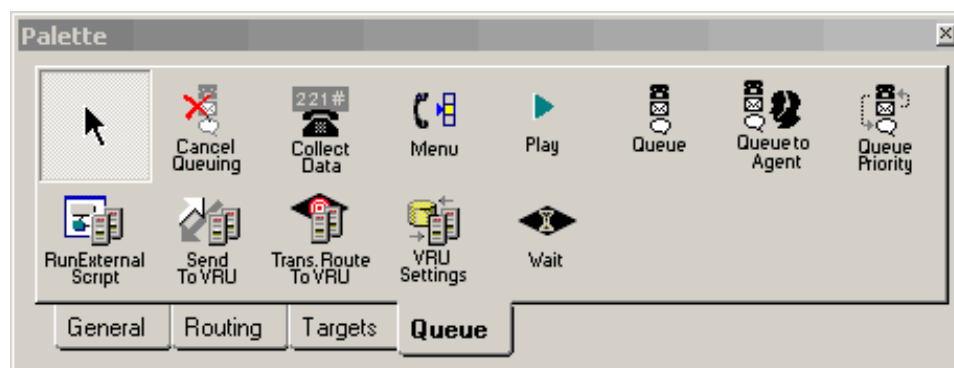 Palette
221#
Cancel
Queuing
Collect
Data
Menu
Play
Queue
Queue to
Agent
Queue
Priority
RunExternal
Script
Send
To VRU
Trans. Route
To VRU
VRU
Settings
Wait
General
Routing
Targets
Queue